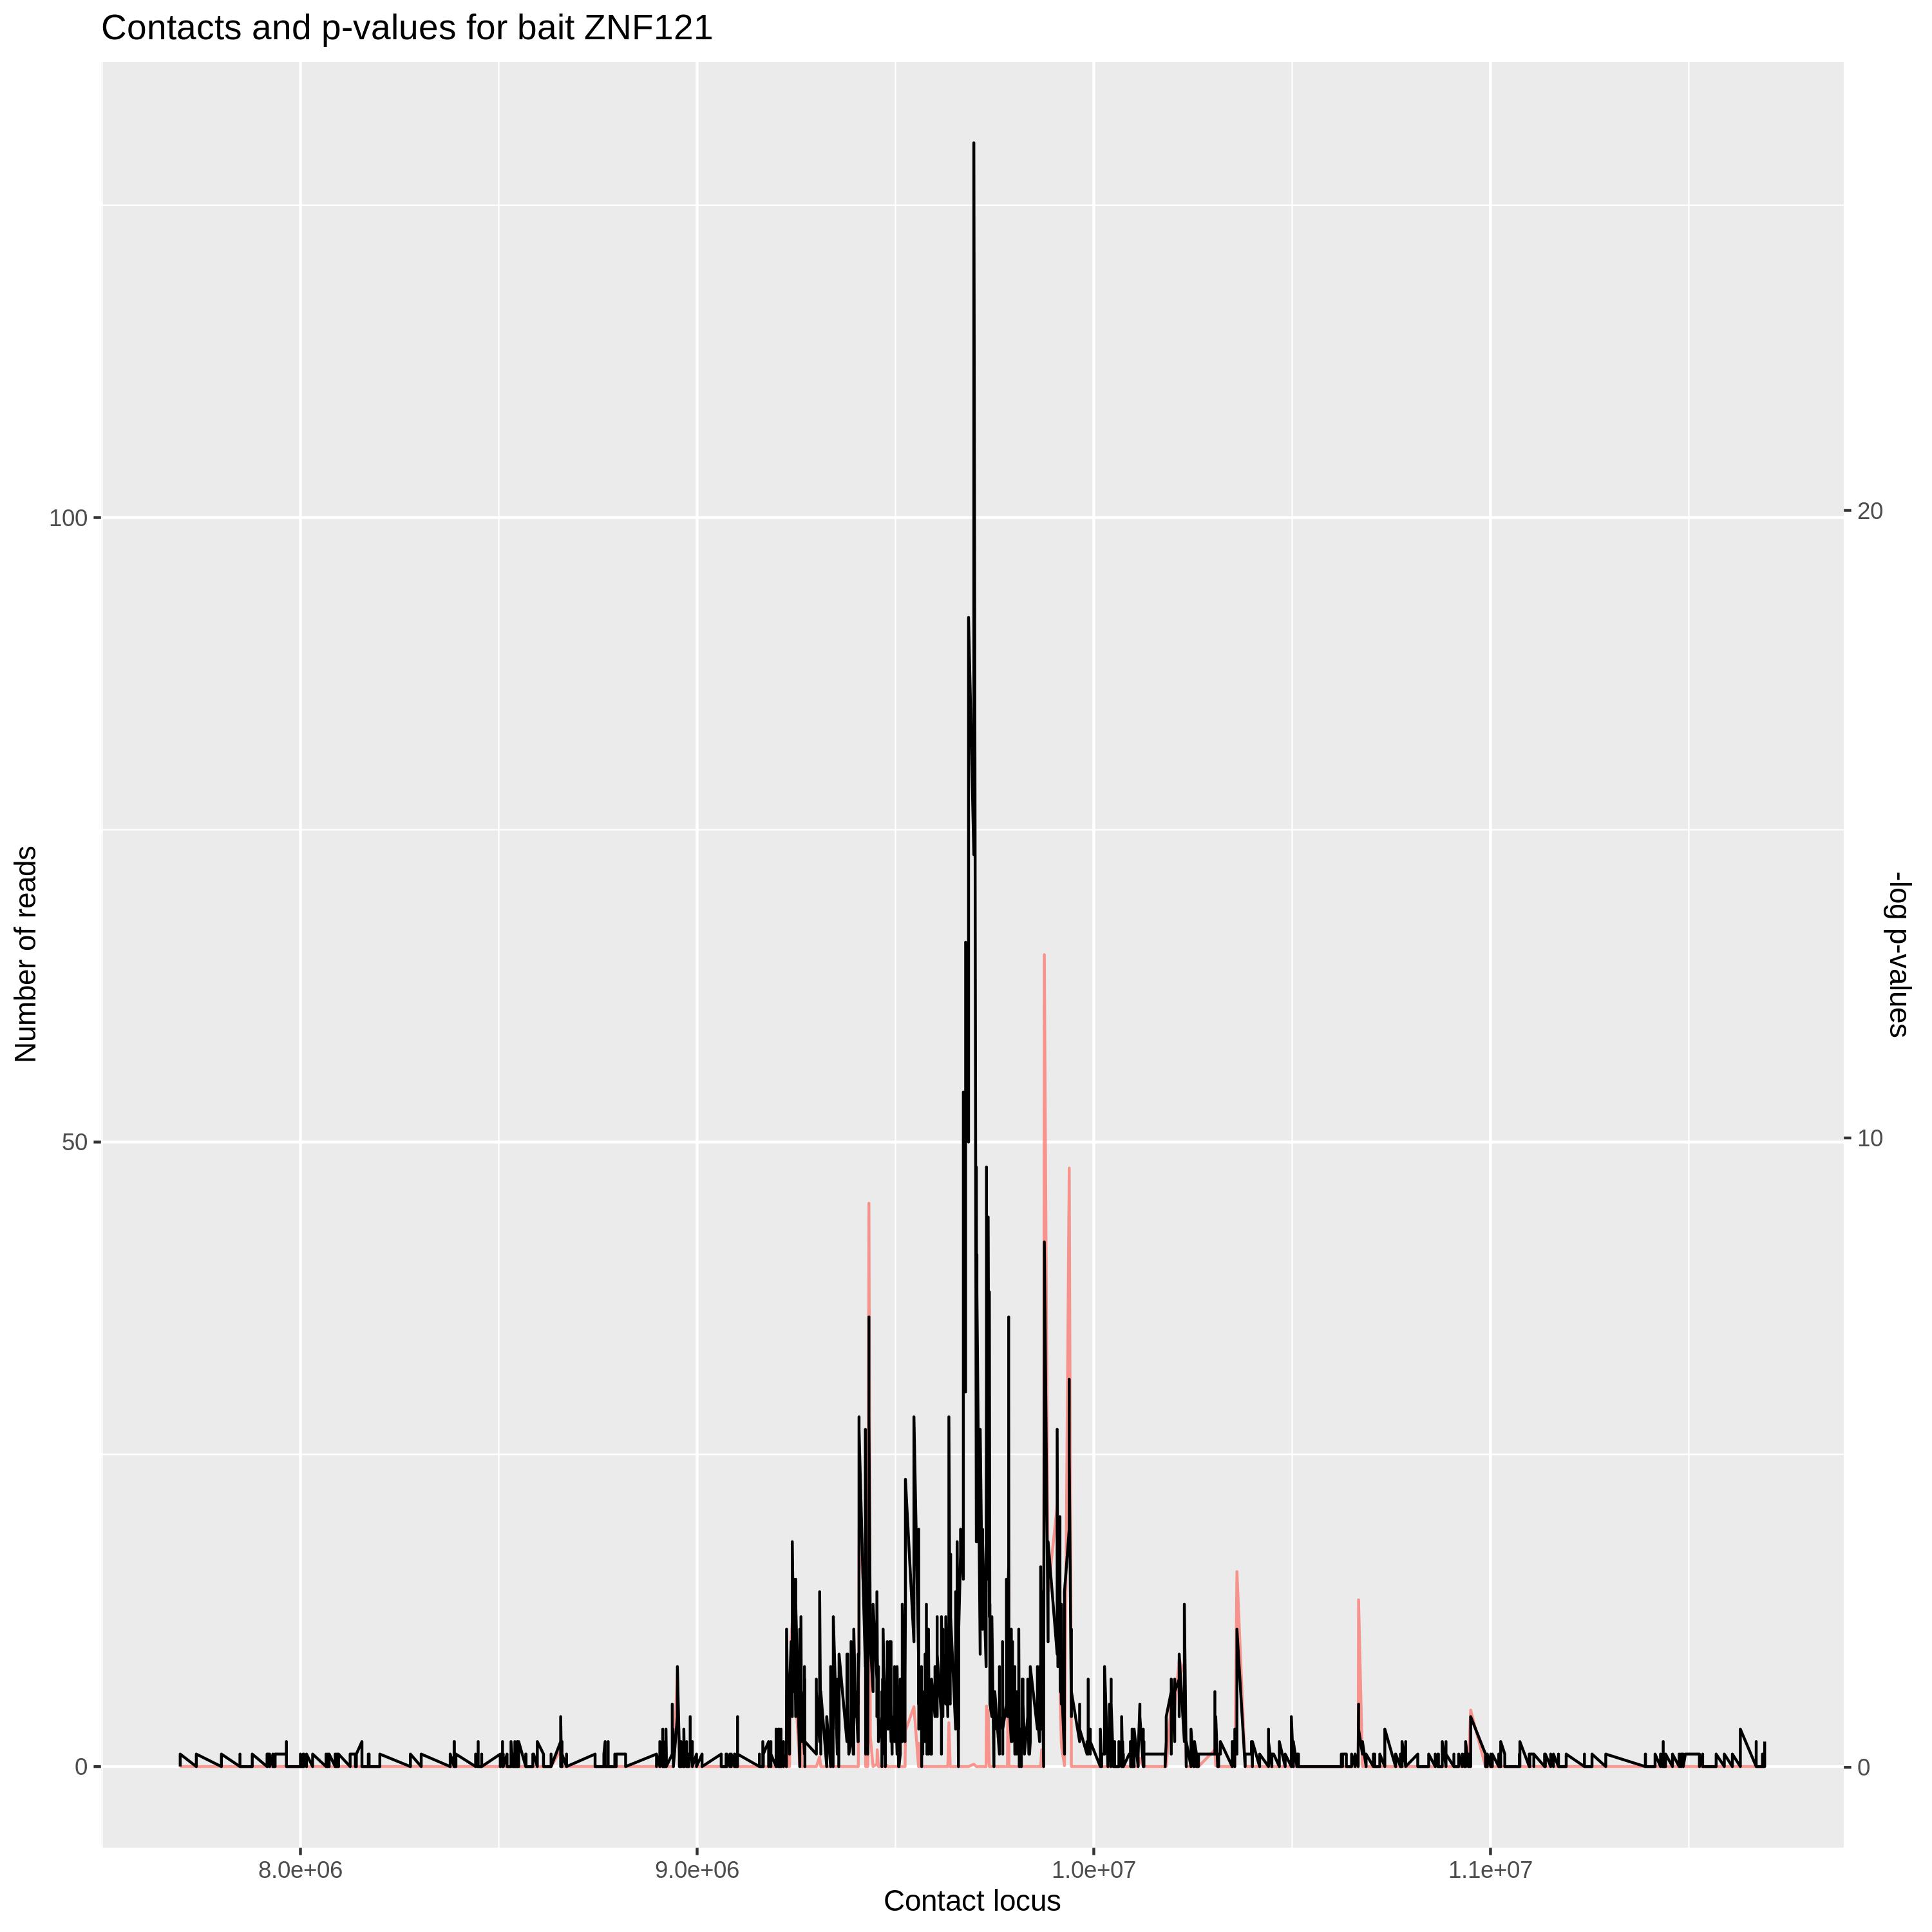 Contacts and p-values for bait ZNF121
Number of reads
100
50
0
20
10
0
-log p-values
8.0e+06
9.0e+06
1.0e+07
1.1e+07
Contact locus